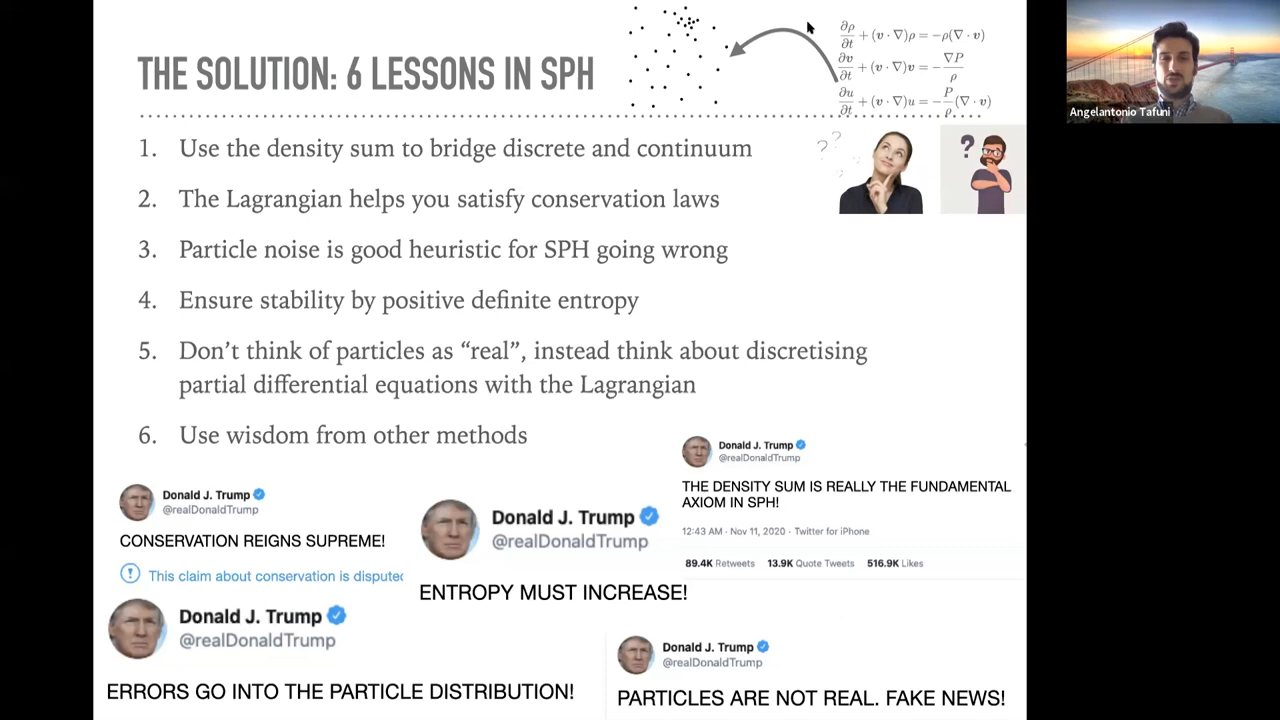 THE SOLUTION: 6 LESSONS IN SPH
∂ρ/∂t + (v · ∇)ρ = −ρ(∇ · v)
∂v/∂t + (v · ∇)v = −∇P/ρ
∂u/∂t + (v · ∇)u = −P/ρ(∇ · v)
Angelantonio Tafuni
1. Use the density sum to bridge discrete and continuum
? ?
?
2. The Lagrangian helps you satisfy conservation laws
3. Particle noise is good heuristic for SPH going wrong
4. Ensure stability by positive definite entropy
5. Don’t think of particles as “real”, instead think about discretising
partial differential equations with the Lagrangian
6. Use wisdom from other methods
Donald J. Trump
@realDonaldTrump
THE DENSITY SUM IS REALLY THE FUNDAMENTAL
AXIOM IN SPH!
12:43 AM · Nov 11, 2020 · Twitter for iPhone
89.4K Retweets 13.9K Quote Tweets 516.9K Likes
Donald J. Trump
@realDonaldTrump
CONSERVATION REIGNS SUPREME!
This claim about conservation is disputed
Donald J. Trump
@realDonaldTrump
ENTROPY MUST INCREASE!
Donald J. Trump
@realDonaldTrump
ERRORS GO INTO THE PARTICLE DISTRIBUTION!
Donald J. Trump
@realDonaldTrump
PARTICLES ARE NOT REAL. FAKE NEWS!